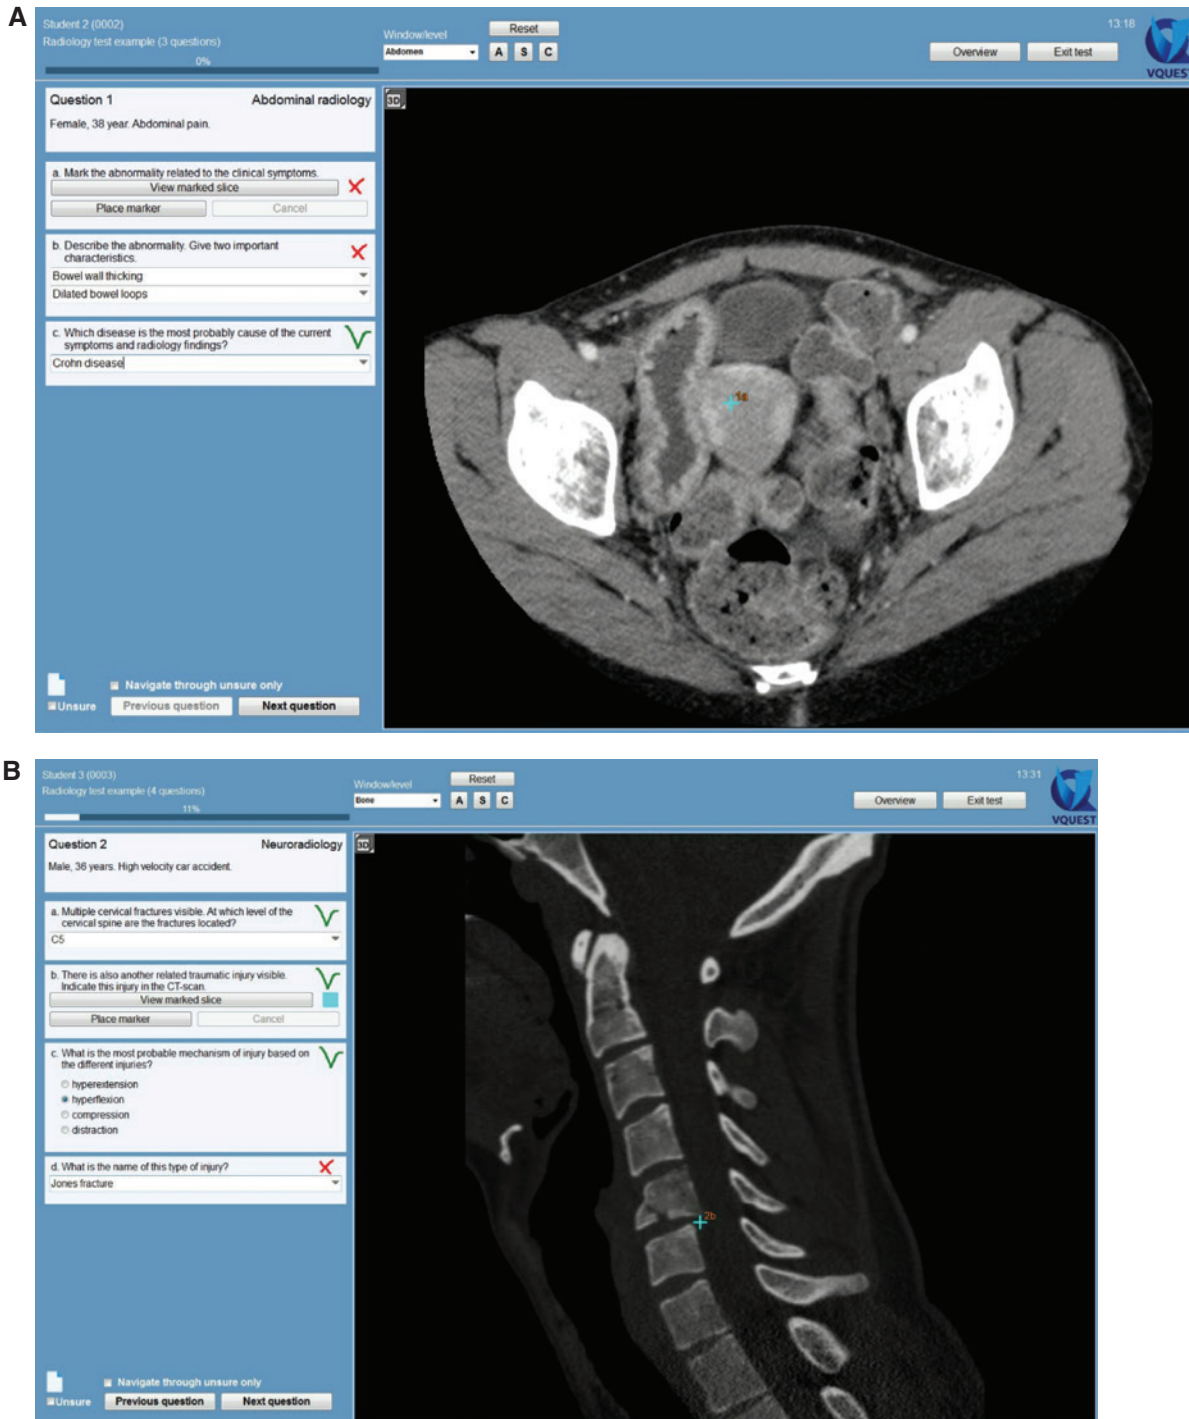 A
Student 2 (0002)
Radiology test example (3 questions)
0%
Window/level
Abdomen
Reset
A S C
13:18
Overview
Exit test
VQUEST
Question 1
Abdominal radiology
Female, 38 year. Abdominal pain.
3D
a. Mark the abnormality related to the clinical symptoms.
View marked slice
Place marker
Cancel
b. Describe the abnormality. Give two important
characteristics.
Bowel wall thicking
Dilated bowel loops
c. Which disease is the most probably cause of the current
symptoms and radiology findings?
Crohn disease
1a
Navigate through unsure only
Unsure
Previous question
Next question
B
Student 3 (0003)
Radiology test example (4 questions)
11%
Window/level
Bone
Reset
A S C
13:31
Overview
Exit test
VQUEST
Question 2
Neuroradiology
Male, 36 years. High velocity car accident.
3D
a. Multiple cervical fractures visible. At which level of the
cervical spine are the fractures located?
C5
b. There is also another related traumatic injury visible.
Indicate this injury in the CT-scan.
View marked slice
Place marker
Cancel
c. What is the most probable mechanism of injury based on
the different injuries?
hyperextension
hyperflexion
compression
distraction
d. What is the name of this type of injury?
Jones fracture
2b
Navigate through unsure only
Unsure
Previous question
Next question